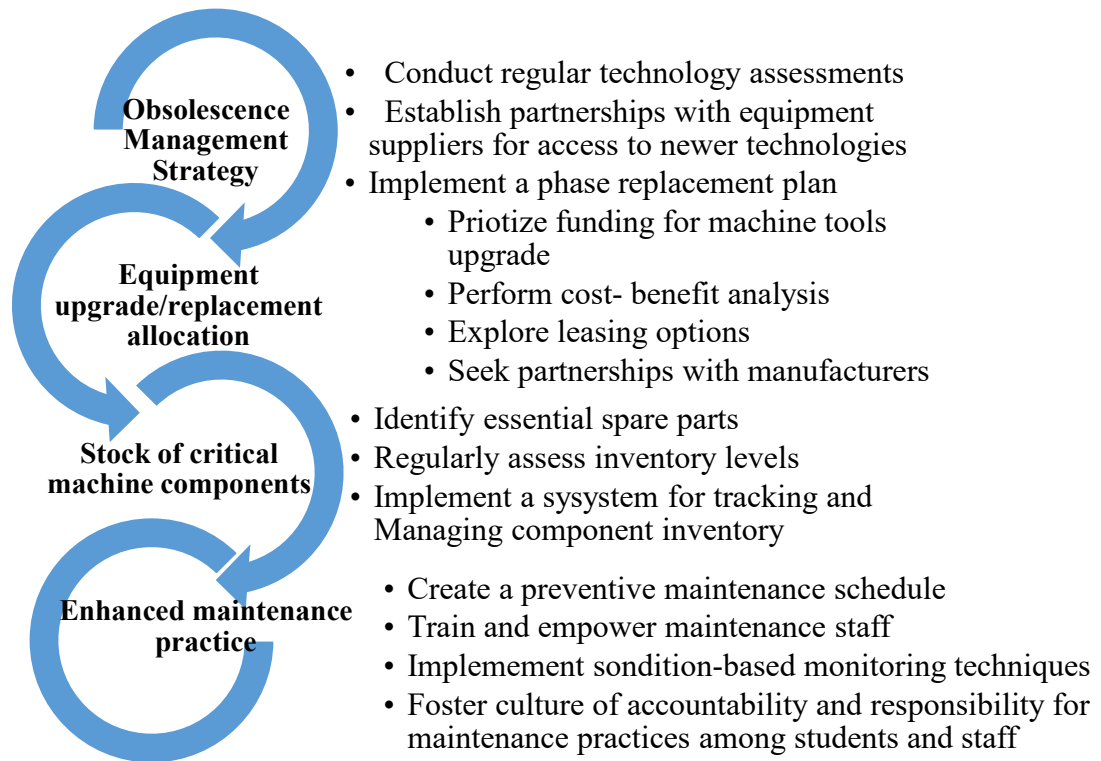 Obsolescence
Management
Strategy
• Conduct regular technology assessments
• Establish partnerships with equipment
suppliers for access to newer technologies
• Implement a phase replacement plan
Equipment
upgrade/replacement
allocation
• Priotize funding for machine tools
upgrade
• Perform cost- benefit analysis
• Explore leasing options
• Seek partnerships with manufacturers
Stock of critical
machine components
• Identify essential spare parts
• Regularly assess inventory levels
• Implement a sysystem for tracking and
Managing component inventory
Enhanced maintenance
practice
• Create a preventive maintenance schedule
• Train and empower maintenance staff
• Implemement sondition-based monitoring techniques
• Foster culture of accountability and responsibility for
maintenance practices among students and staff